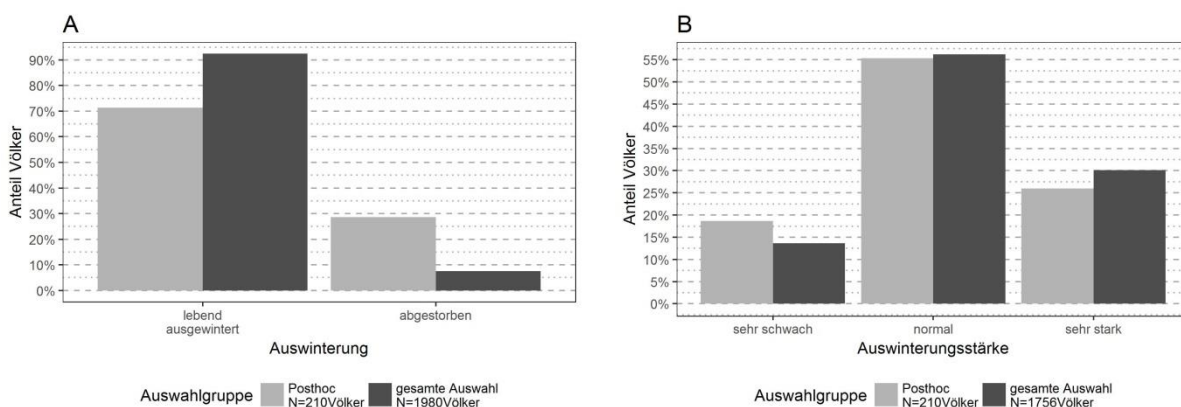 A
Anteil Völker
90%
80%
70%
60%
50%
40%
30%
20%
10%
0%
lebend
ausgewintert
abgestorben
Auswinterung
Auswahlgruppe
Posthoc
N=210Völker
gesamte Auswahl
N=1980Völker
B
Anteil Völker
55%
50%
45%
40%
35%
30%
25%
20%
15%
10%
5%
0%
sehr schwach
normal
sehr stark
Auswinterungsstärke
Auswahlgruppe
Posthoc
N=210Völker
gesamte Auswahl
N=1756Völker